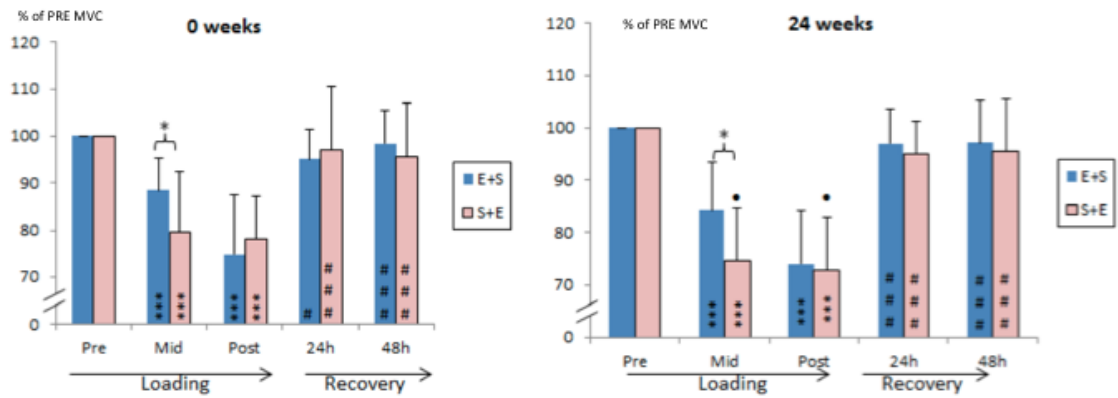 % of PRE MVC
0 weeks
120
110
100
90
80
70
0
*
***
***
***
***
#
# # #
# # #
# # #
Pre Mid Post 24h 48h
Loading Recovery
E+S
S+E
% of PRE MVC
24 weeks
120
110
100
90
80
70
0
*
•
•
***
***
***
***
# # #
# # #
# # #
# # #
Pre Mid Post 24h 48h
Loading Recovery
E+S
S+E